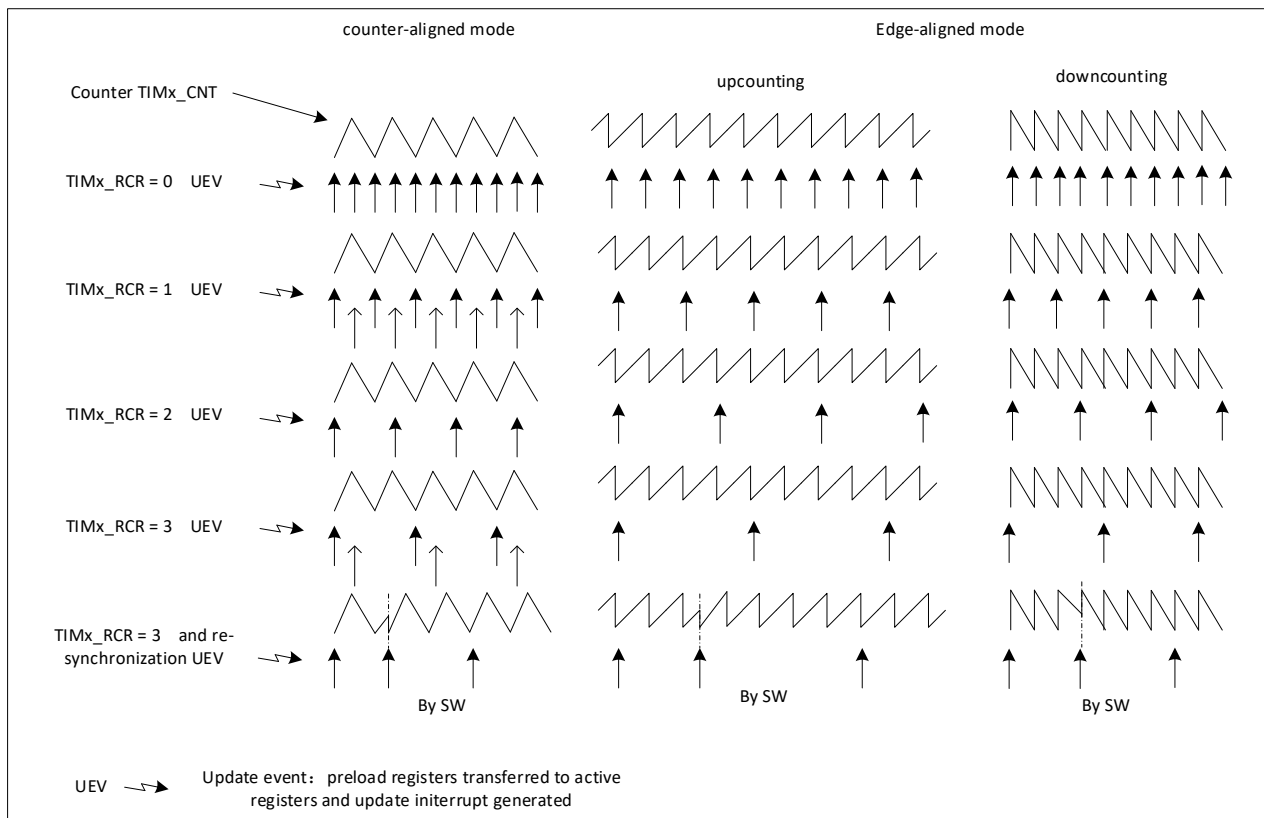 counter-aligned mode
Edge-aligned mode
upcounting
downcounting
Counter TIMx_CNT
TIMx_RCR = 0 UEV
TIMx_RCR = 1 UEV
TIMx_RCR = 2 UEV
TIMx_RCR = 3 UEV
TIMx_RCR = 3 and re-
synchronization UEV
By SW
By SW
By SW
UEV
Update event：preload registers transferred to active
registers and update initerrupt generated